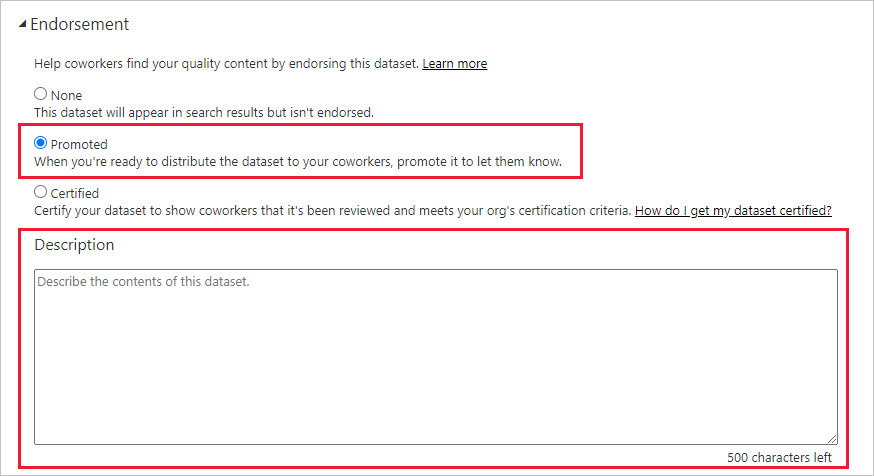 Endorsement
Help coworkers find your quality content by endorsing this dataset. Learn more
None
This dataset will appear in search results but isn't endorsed.
Promoted
When you're ready to distribute the dataset to your coworkers, promote it to let them know.
Certified
Certify your dataset to show coworkers that it's been reviewed and meets your org's certification criteria. How do I get my dataset certified?
Description
Describe the contents of this dataset.
500 characters left